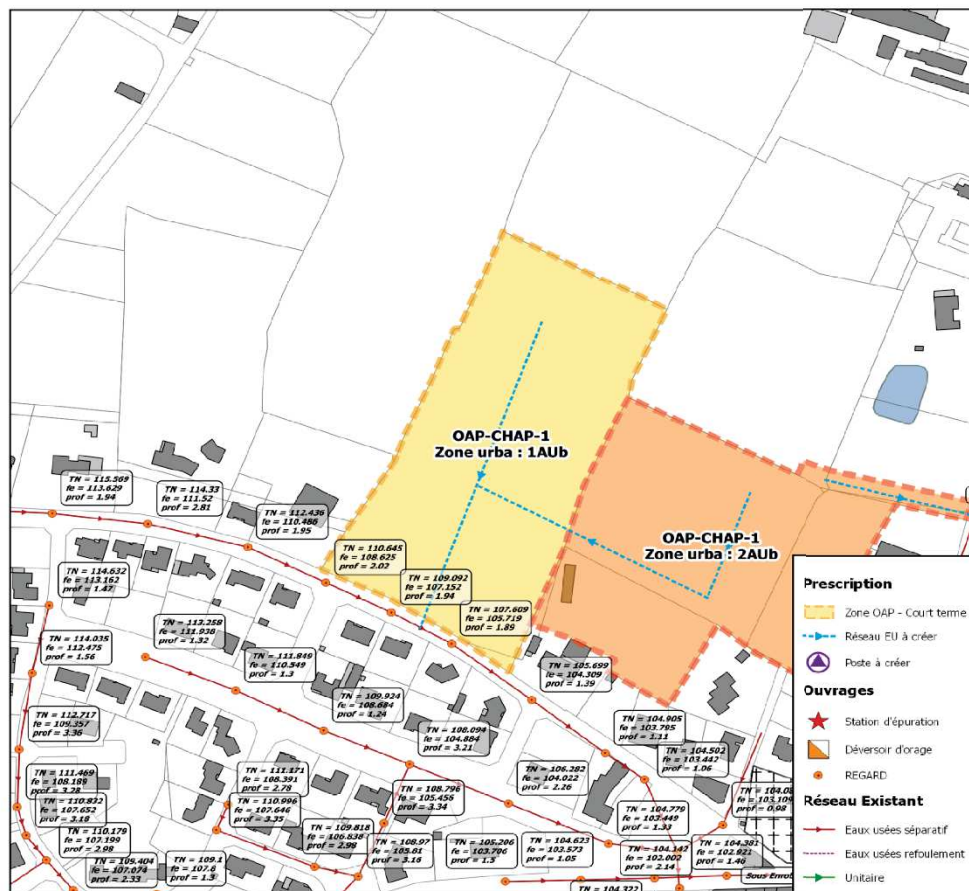 OAP-CHAP-1
Zone urba : 1AUb
OAP-CHAP-1
Zone urba : 2AUb
TN = 115.569
fe = 113.629
prof = 1.94
TN = 114.33
fe = 111.52
prof = 2.81
TN = 112.436
fe = 110.486
prof = 1.95
TN = 110.645
fe = 108.625
prof = 2.02
TN = 109.092
fe = 107.152
prof = 1.94
TN = 107.609
fe = 105.719
prof = 1.89
TN = 105.699
fe = 104.309
prof = 1.39
TN = 114.632
fe = 113.162
prof = 1.47
TN = 113.258
fe = 111.938
prof = 1.32
TN = 114.035
fe = 112.475
prof = 1.56
TN = 111.849
fe = 110.549
prof = 1.3
TN = 109.924
fe = 108.684
prof = 1.24
TN = 108.094
fe = 104.884
prof = 3.21
TN = 104.905
fe = 103.795
prof = 1.11
TN = 104.502
fe = 103.442
prof = 1.06
TN = 112.717
fe = 109.357
prof = 3.36
TN = 111.469
fe = 108.189
prof = 3.28
TN = 110.832
fe = 107.652
prof = 3.18
TN = 110.179
fe = 107.199
prof = 2.98
TN = 109.404
fe = 107.074
prof = 2.33
TN = 109.1
fe = 107.8
prof = 1.3
TN = 111.171
fe = 108.391
prof = 2.78
TN = 110.996
fe = 107.646
prof = 3.35
TN = 109.818
fe = 106.838
prof = 2.98
TN = 108.796
fe = 105.456
prof = 3.34
TN = 108.97
fe = 105.81
prof = 3.16
TN = 106.282
fe = 104.022
prof = 2.26
TN = 105.206
fe = 103.706
prof = 1.5
TN = 104.623
fe = 103.573
prof = 1.05
TN = 104.779
fe = 103.449
prof = 1.33
TN = 104.142
fe = 102.002
prof = 2.14
fe = 103.109
prof = 0.98
TN = 104.381
fe = 102.921
prof = 1.46
TN = 104.322
Prescription
Zone OAP - Court terme
Réseau EU à créer
Poste à créer
Ouvrages
Station d'épuration
Déversoir d'orage
REGARD
Réseau Existant
Eaux usées séparatif
Eaux usées refoulement
Unitaire